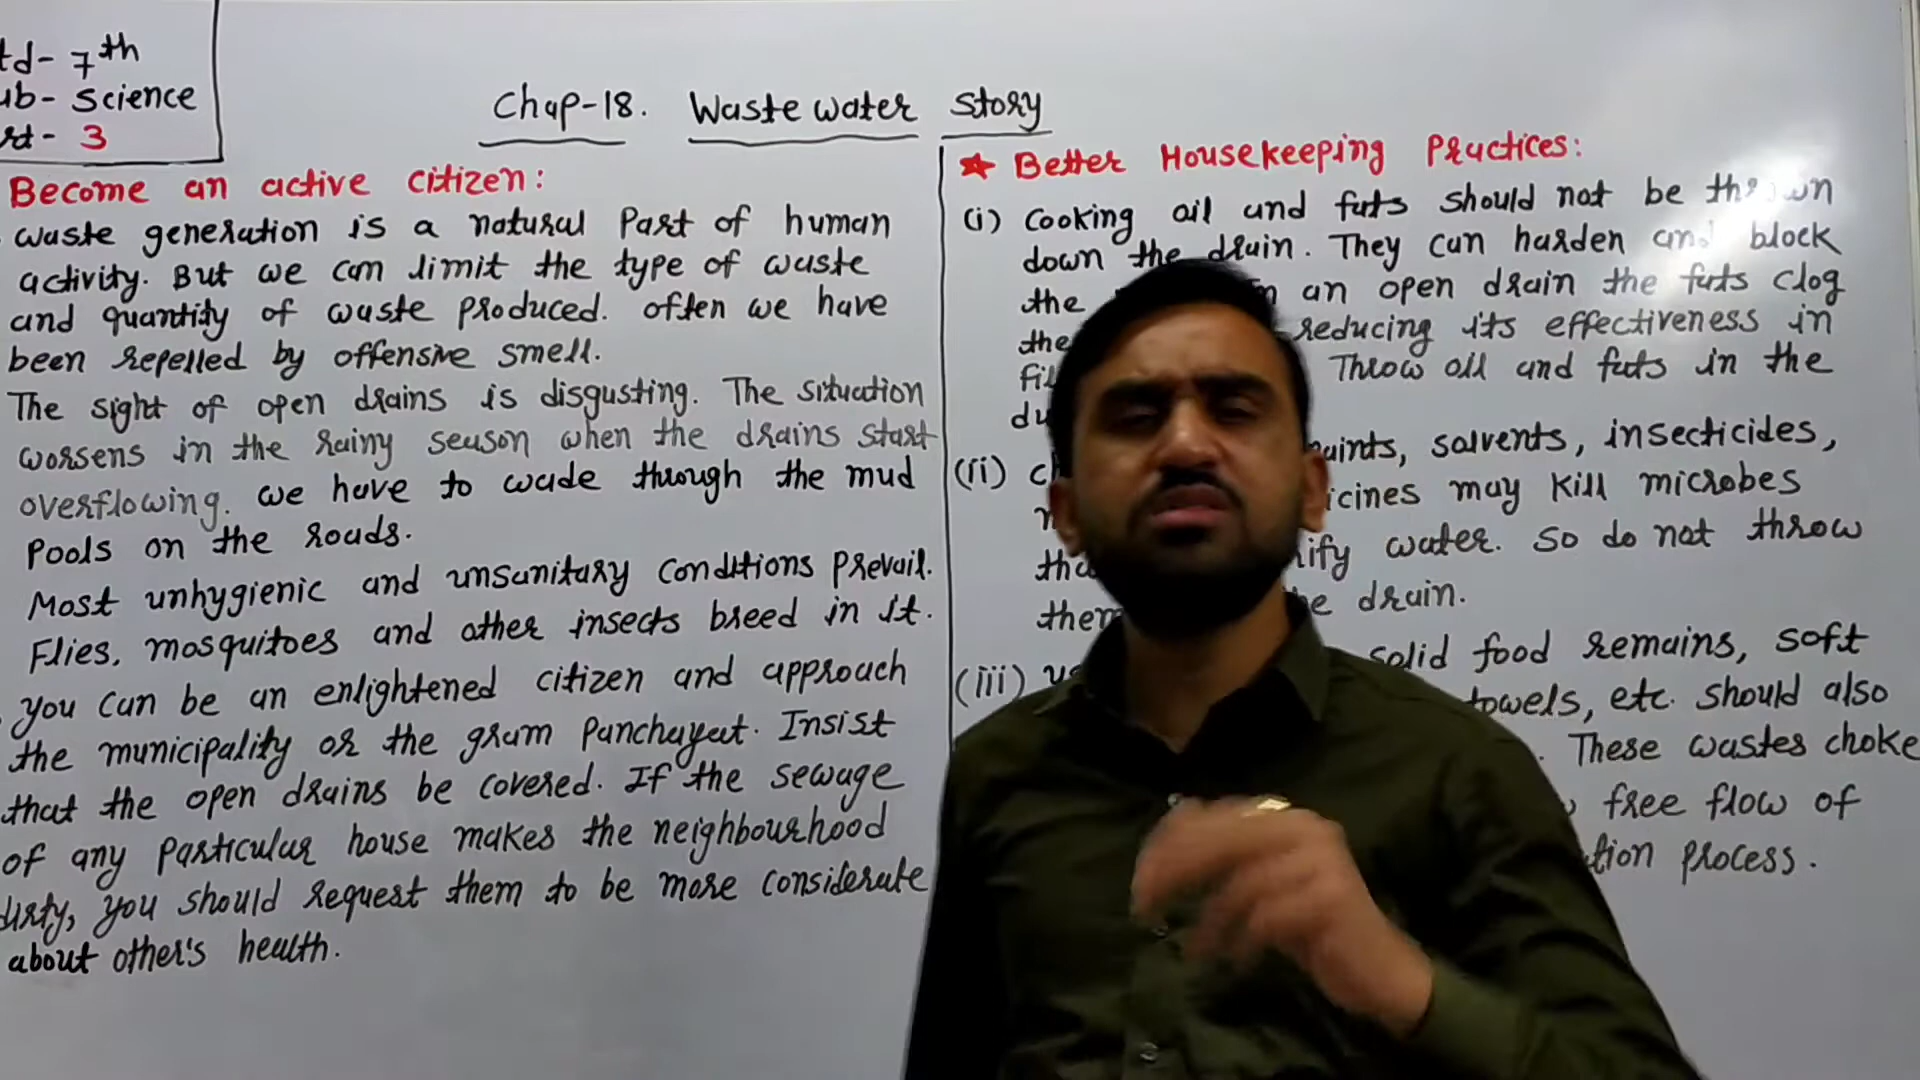 td- 7th
ub- Science
rt- 3
Chap-18. Waste water story
Become an active citizen:
waste generation is a natural part of human
activity. But we can limit the type of waste
and quantity of waste produced. often we have
been repelled by offensive smell.
The sight of open drains is disgusting. The situation
worsens in the rainy season when the drains start
overflowing. we have to wade through the mud
Pools on the roads.
Most unhygienic and unsanitary conditions prevail.
Flies, mosquitoes and other insects breed in it.
you can be an enlightened citizen and approach
the municipality or the gram Panchayat. Insist
that the open drains be covered. If the sewage
of any particular house makes the neighbourhood
dirty, you should request them to be more considerate
about other's health.
★ Better Housekeeping Practices:
(i) cooking oil and fats should not be thrown
down the drain. They can harden and block
the an open drain the fats clog
the reducing its effectiveness in
Throw oil and fats in the
(ii) paints, solvents, insecticides,
may kill microbes
water. so do not throw
them drain.
(iii) solid food remains, soft
towels, etc. should also
These wastes choke
free flow of
process.